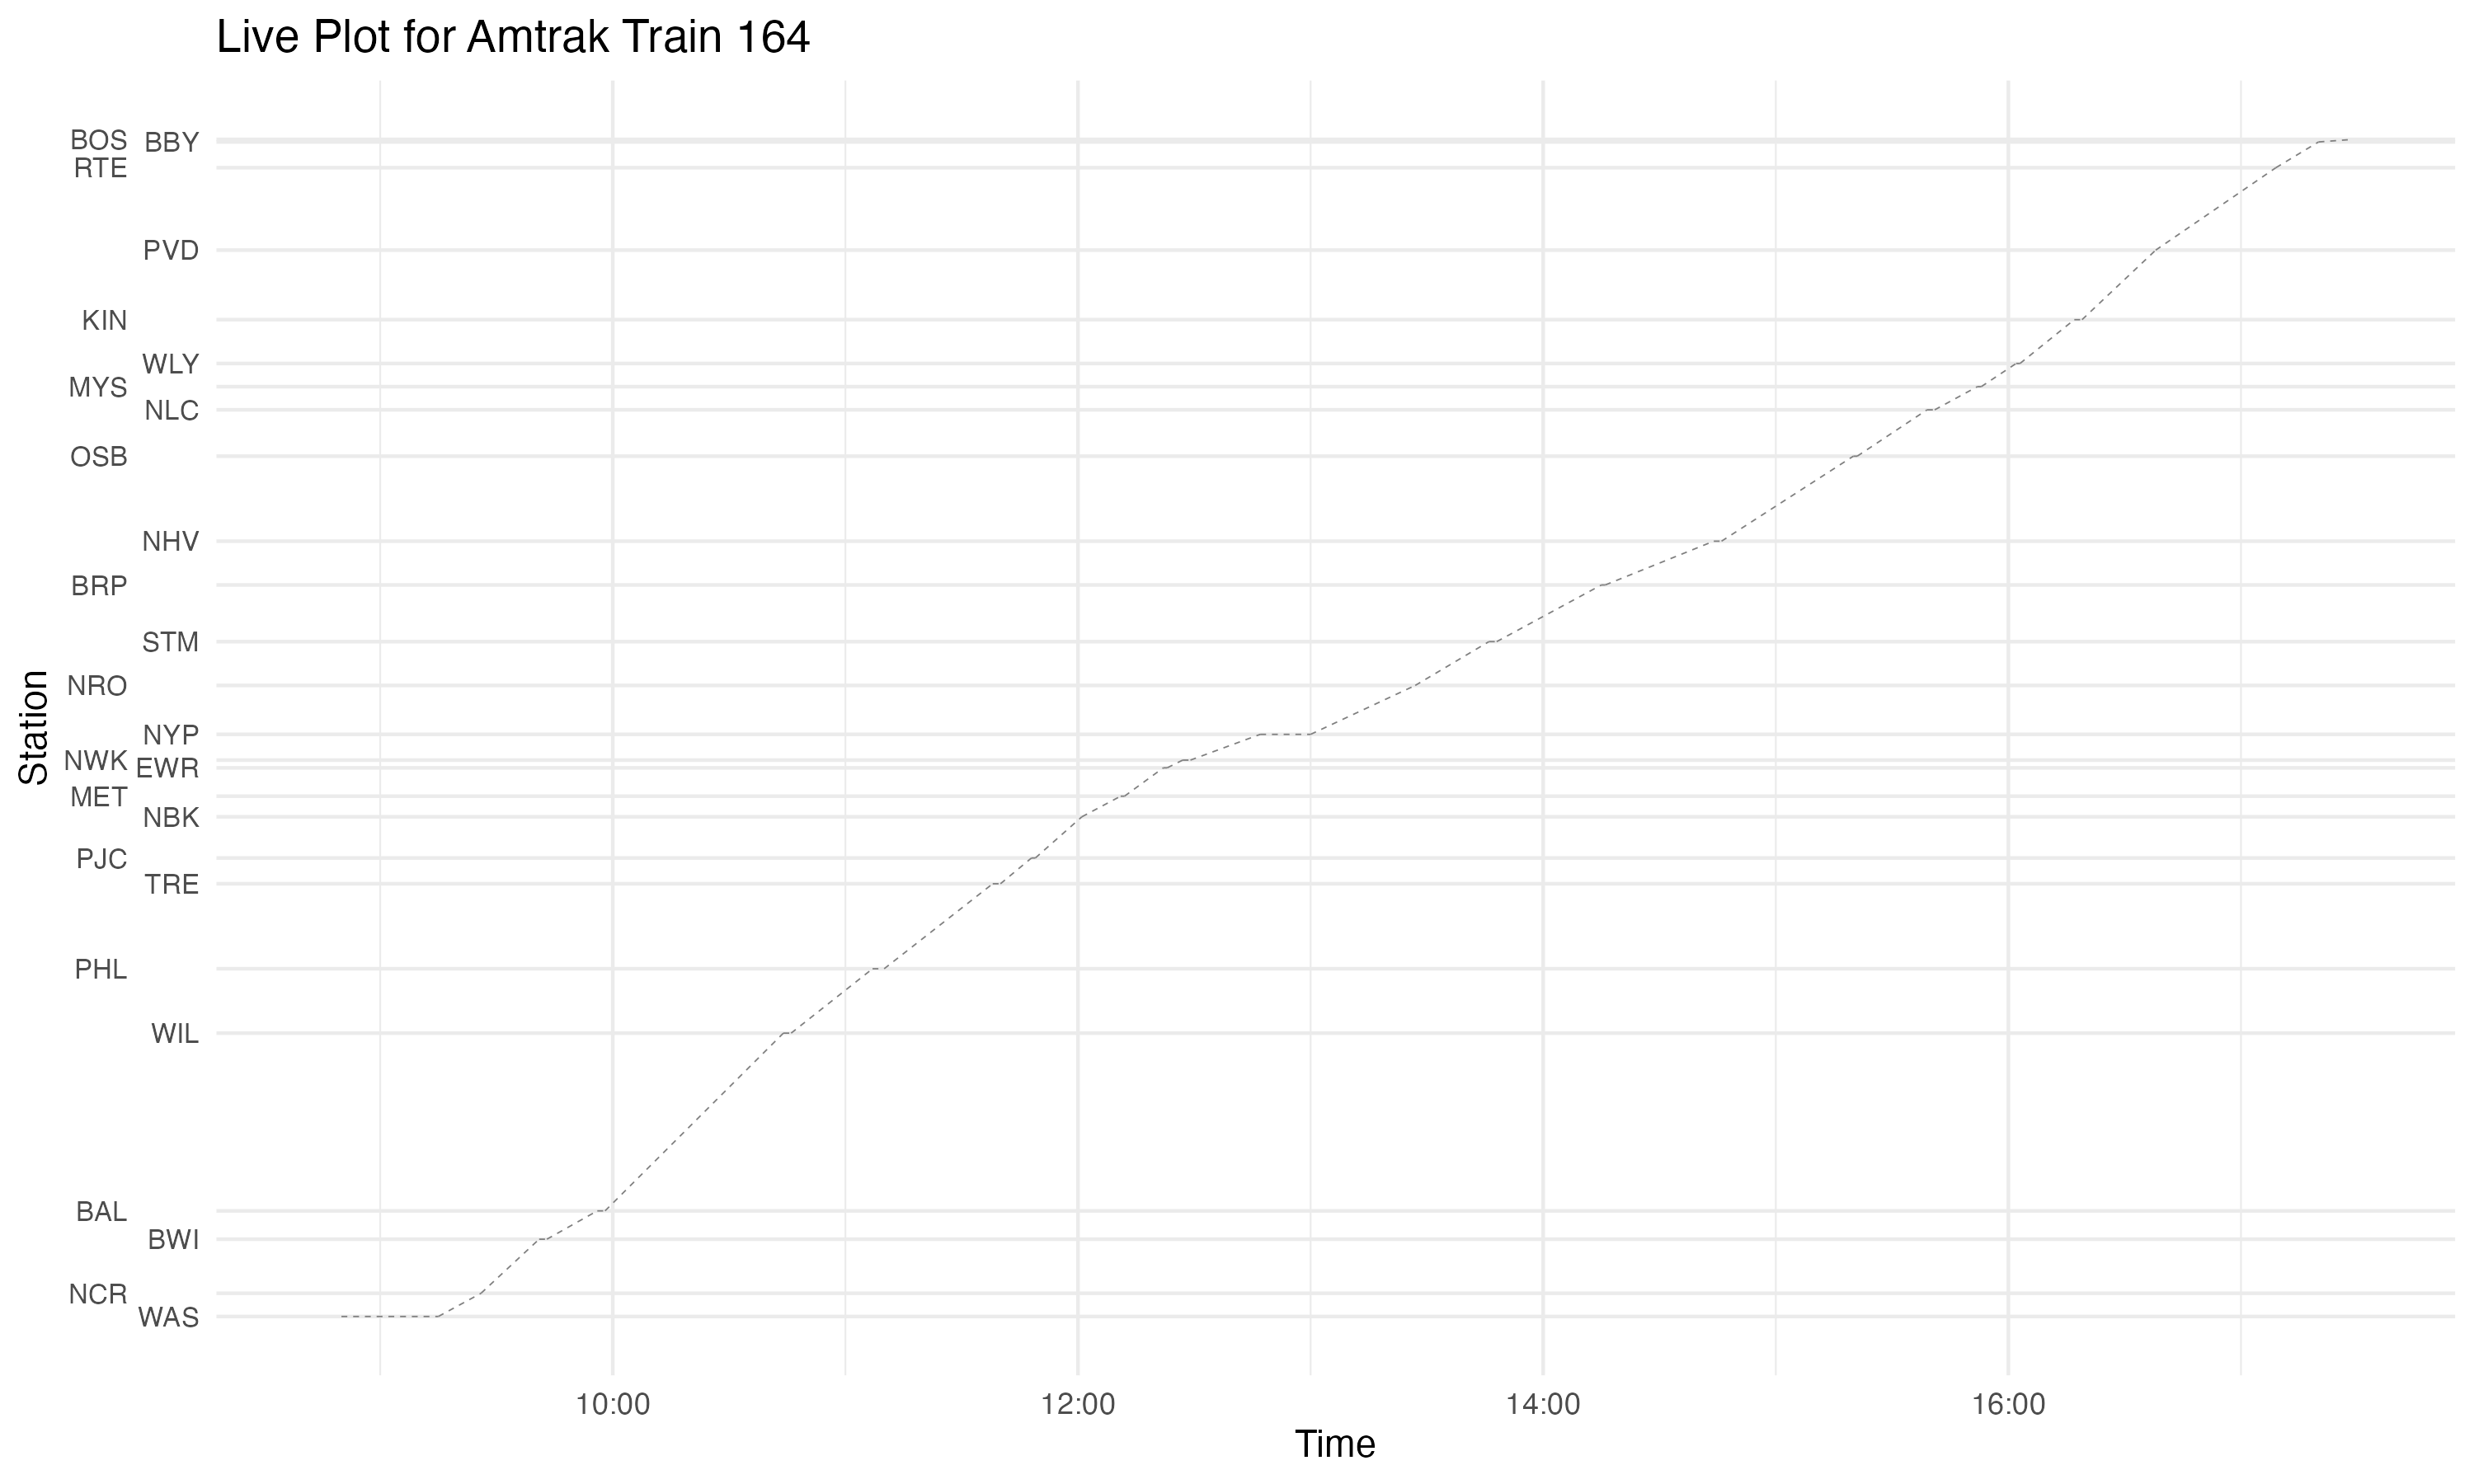 Live Plot for Amtrak Train 164
BOS BBY
RTE
PVD
KIN
WLY
MYS
NLC
OSB
NHV
BRP
STM
NRO
NYP
NWK EWR
MET
NBK
PJC
TRE
PHL
WIL
BAL
BWI
NCR
WAS
Station
10:00 12:00 14:00 16:00
Time